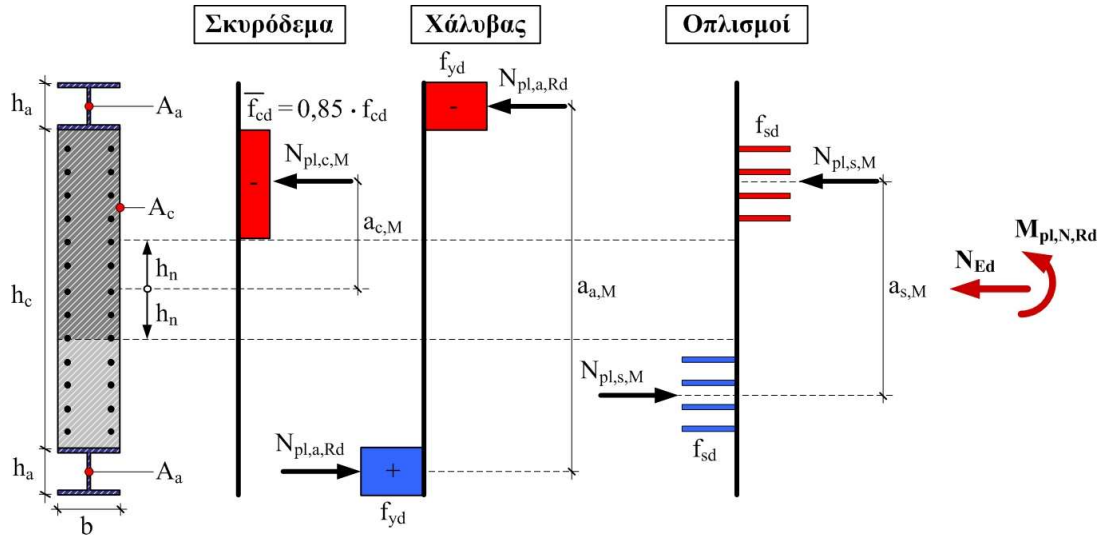 Σκυρόδεμα
Χάλυβας
Οπλισμοί
h_a
A_a
f̅_cd = 0,85 · f_cd
f_yd
-
N_pl,a,Rd
f_sd
N_pl,c,M
-
N_pl,s,M
A_c
a_c,M
h_n
h_n
h_c
a_a,M
a_s,M
N_Ed
M_pl,N,Rd
N_pl,s,M
f_sd
N_pl,a,Rd
+
f_yd
h_a
A_a
b